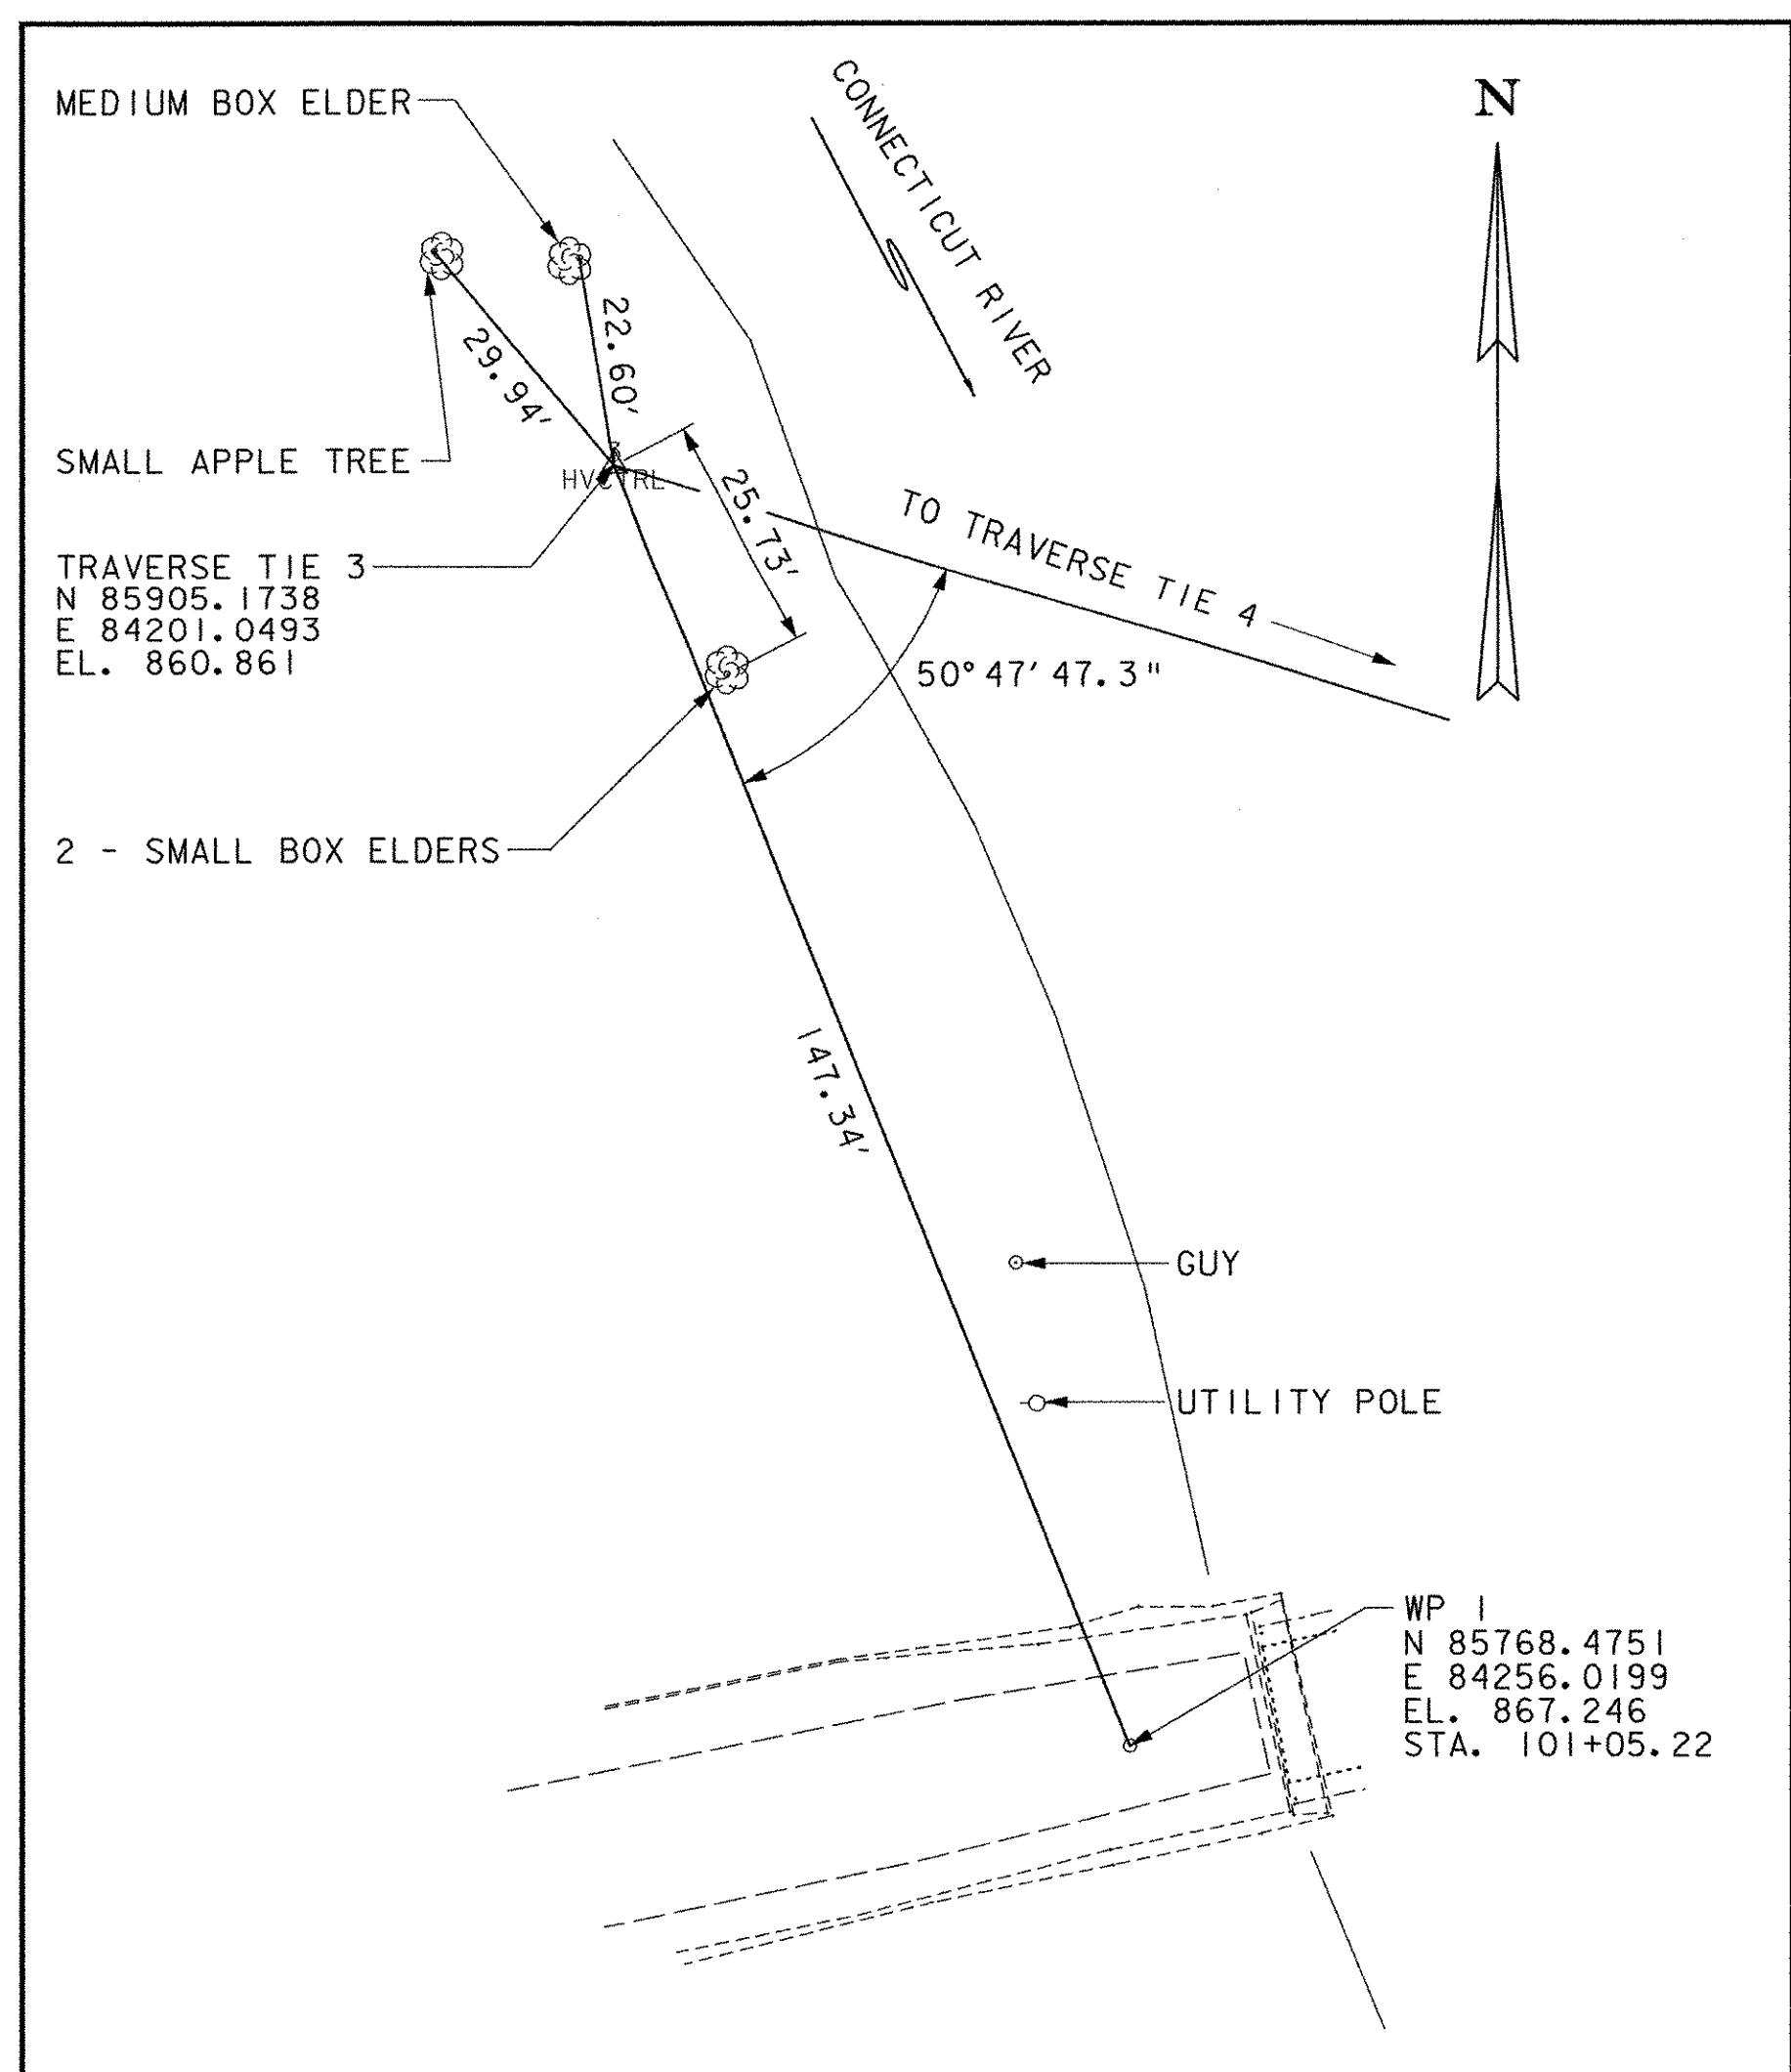 N
MEDIUM BOX ELDER
CONNECTICUT RIVER
22.60'
29.94'
SMALL APPLE TREE
HVCTRL
25.73'
TO TRAVERSE TIE 4
TRAVERSE TIE 3
N 85905.1738
E 84201.0493
EL. 860.861
50°47'47.3"
2 - SMALL BOX ELDERS
147.34'
GUY
UTILITY POLE
WP 1
N 85768.4751
E 84256.0199
EL. 867.246
STA. 101+05.22